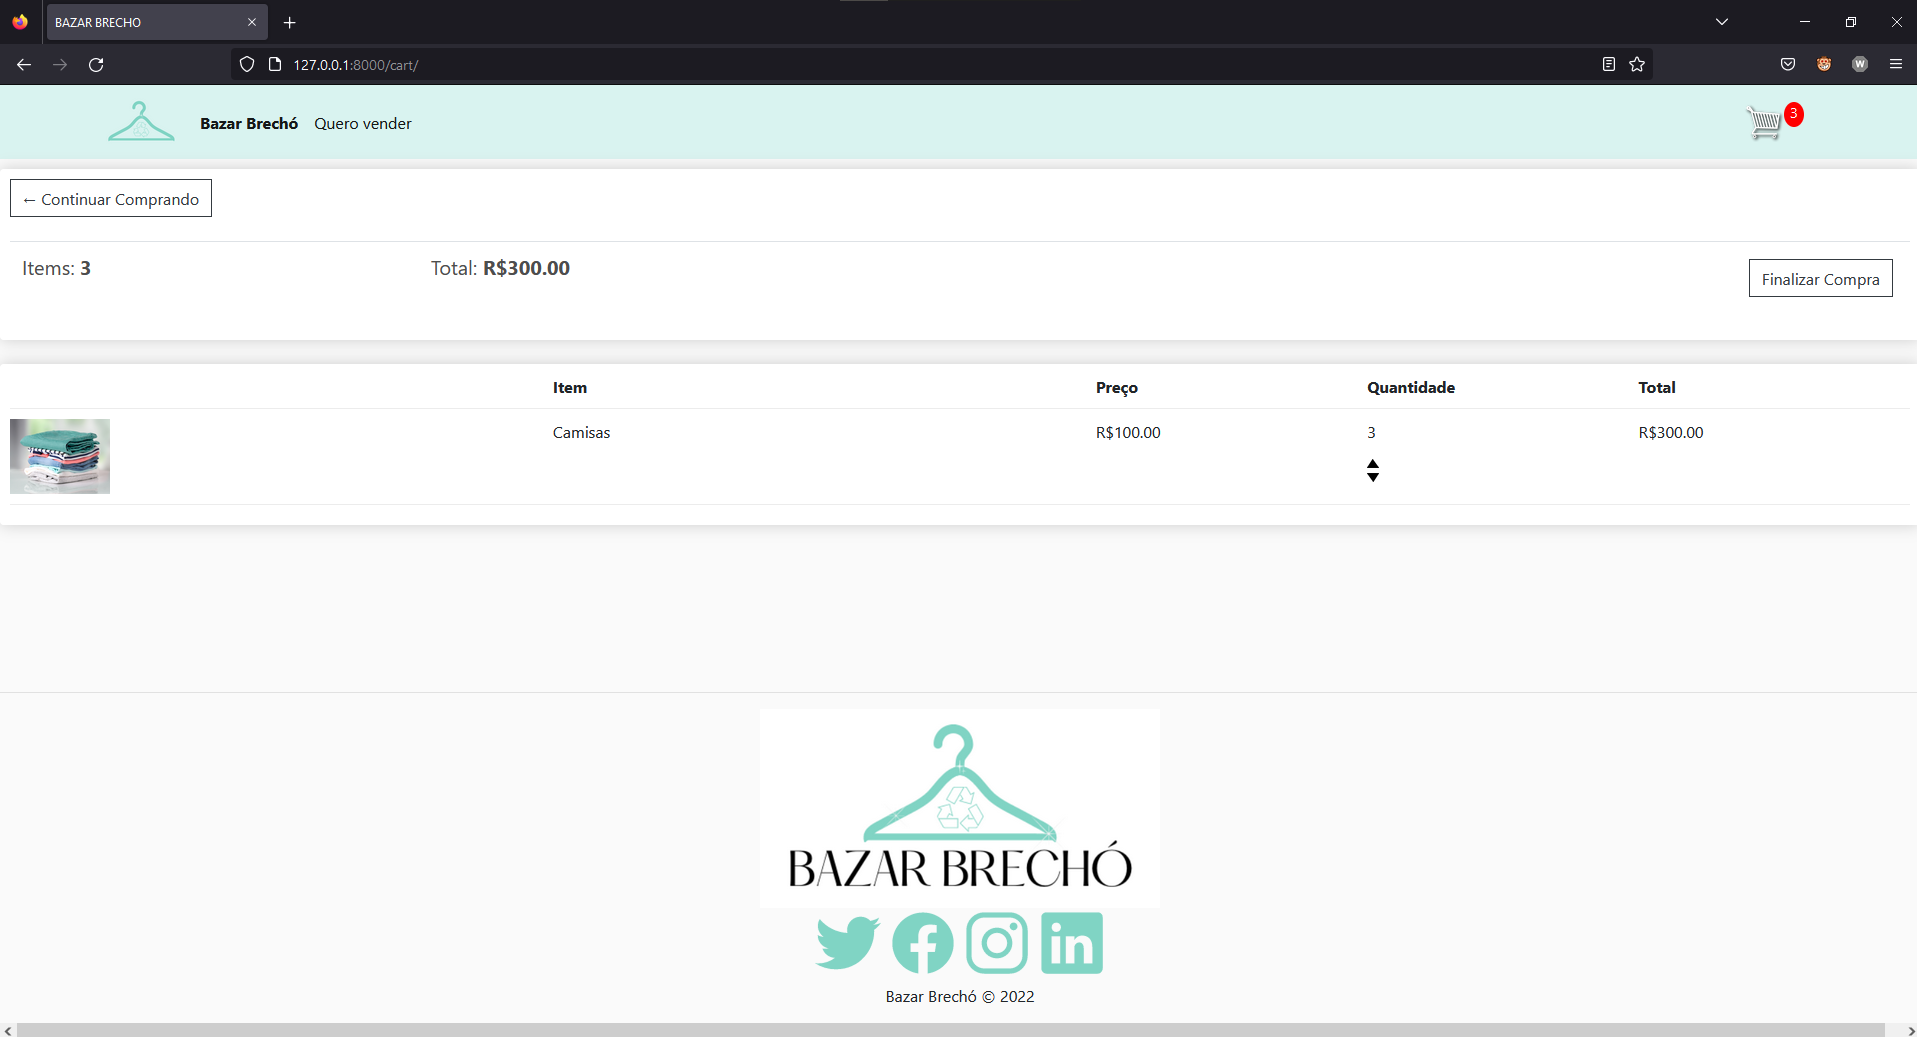 BAZAR BRECHO
127.0.0.1:8000/cart/
W
Bazar Brechó Quero vender
3
← Continuar Comprando
Items: 3 Total: R$300.00
Finalizar Compra
Item Preço Quantidade Total
Camisas R$100.00 3 R$300.00
BAZAR BRECHÓ
in
Bazar Brechó © 2022